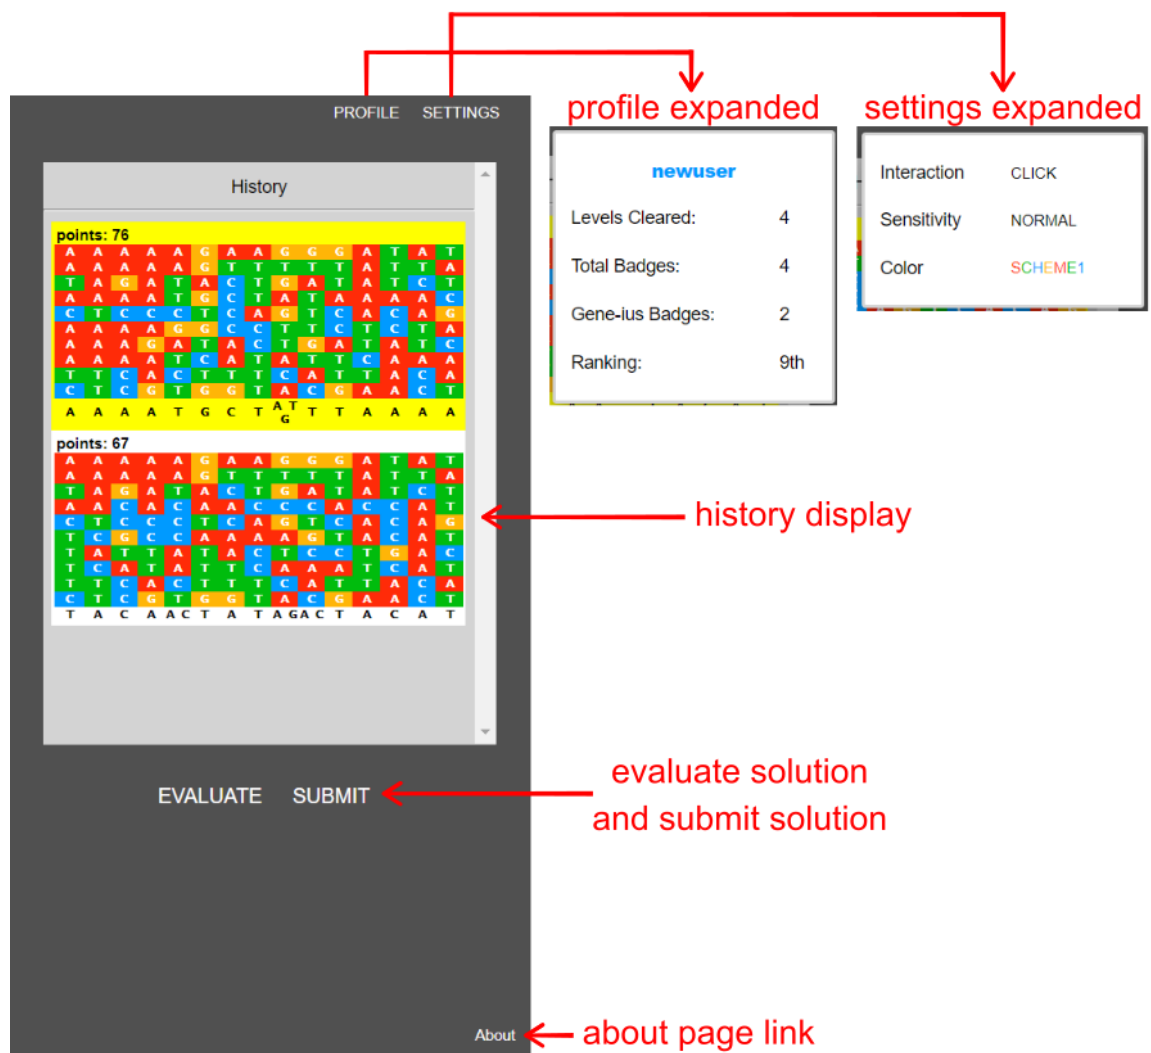 profile expanded
settings expanded
PROFILE SETTINGS
History
points: 76
A A A A A G A A G G G A T A T
A A A A A G T T T T T A T T A
T A G A T A C T G A T A T C T
A A A A T G C T A T A A A A C
C T C C C T C A G T C A C A G
A A A A G G C C T T C T C T A
A A A G A T A C T G A T A T C
A A A A T C A T A T T C A A A
T T C A C T T T C A T T A C A
C T C G T G G T A C G A A C T
A A A A T G C T A T G T T A A A A
points: 67
A A A A A G A A G G G A T A T
A A A A A G T T T T T A T T A
T A G A T A C T G A T A T C T
A A C A C A A C C C A C C A T
C T C C C T C A G T C A C A G
T C G C C A A A A G T A C A T
T A T T A T A C T C C T G A C
T C A T A T T C A A A T C A T
T T C A C T T T C A T T A C A
C T C G T G G T A C G A A C T
T A C A AC T A T A GAC T A C A T
newuser
Levels Cleared: 4
Total Badges: 4
Gene-ius Badges: 2
Ranking: 9th
Interaction CLICK
Sensitivity NORMAL
Color SCHEME1
history display
EVALUATE SUBMIT
evaluate solution
and submit solution
About
about page link